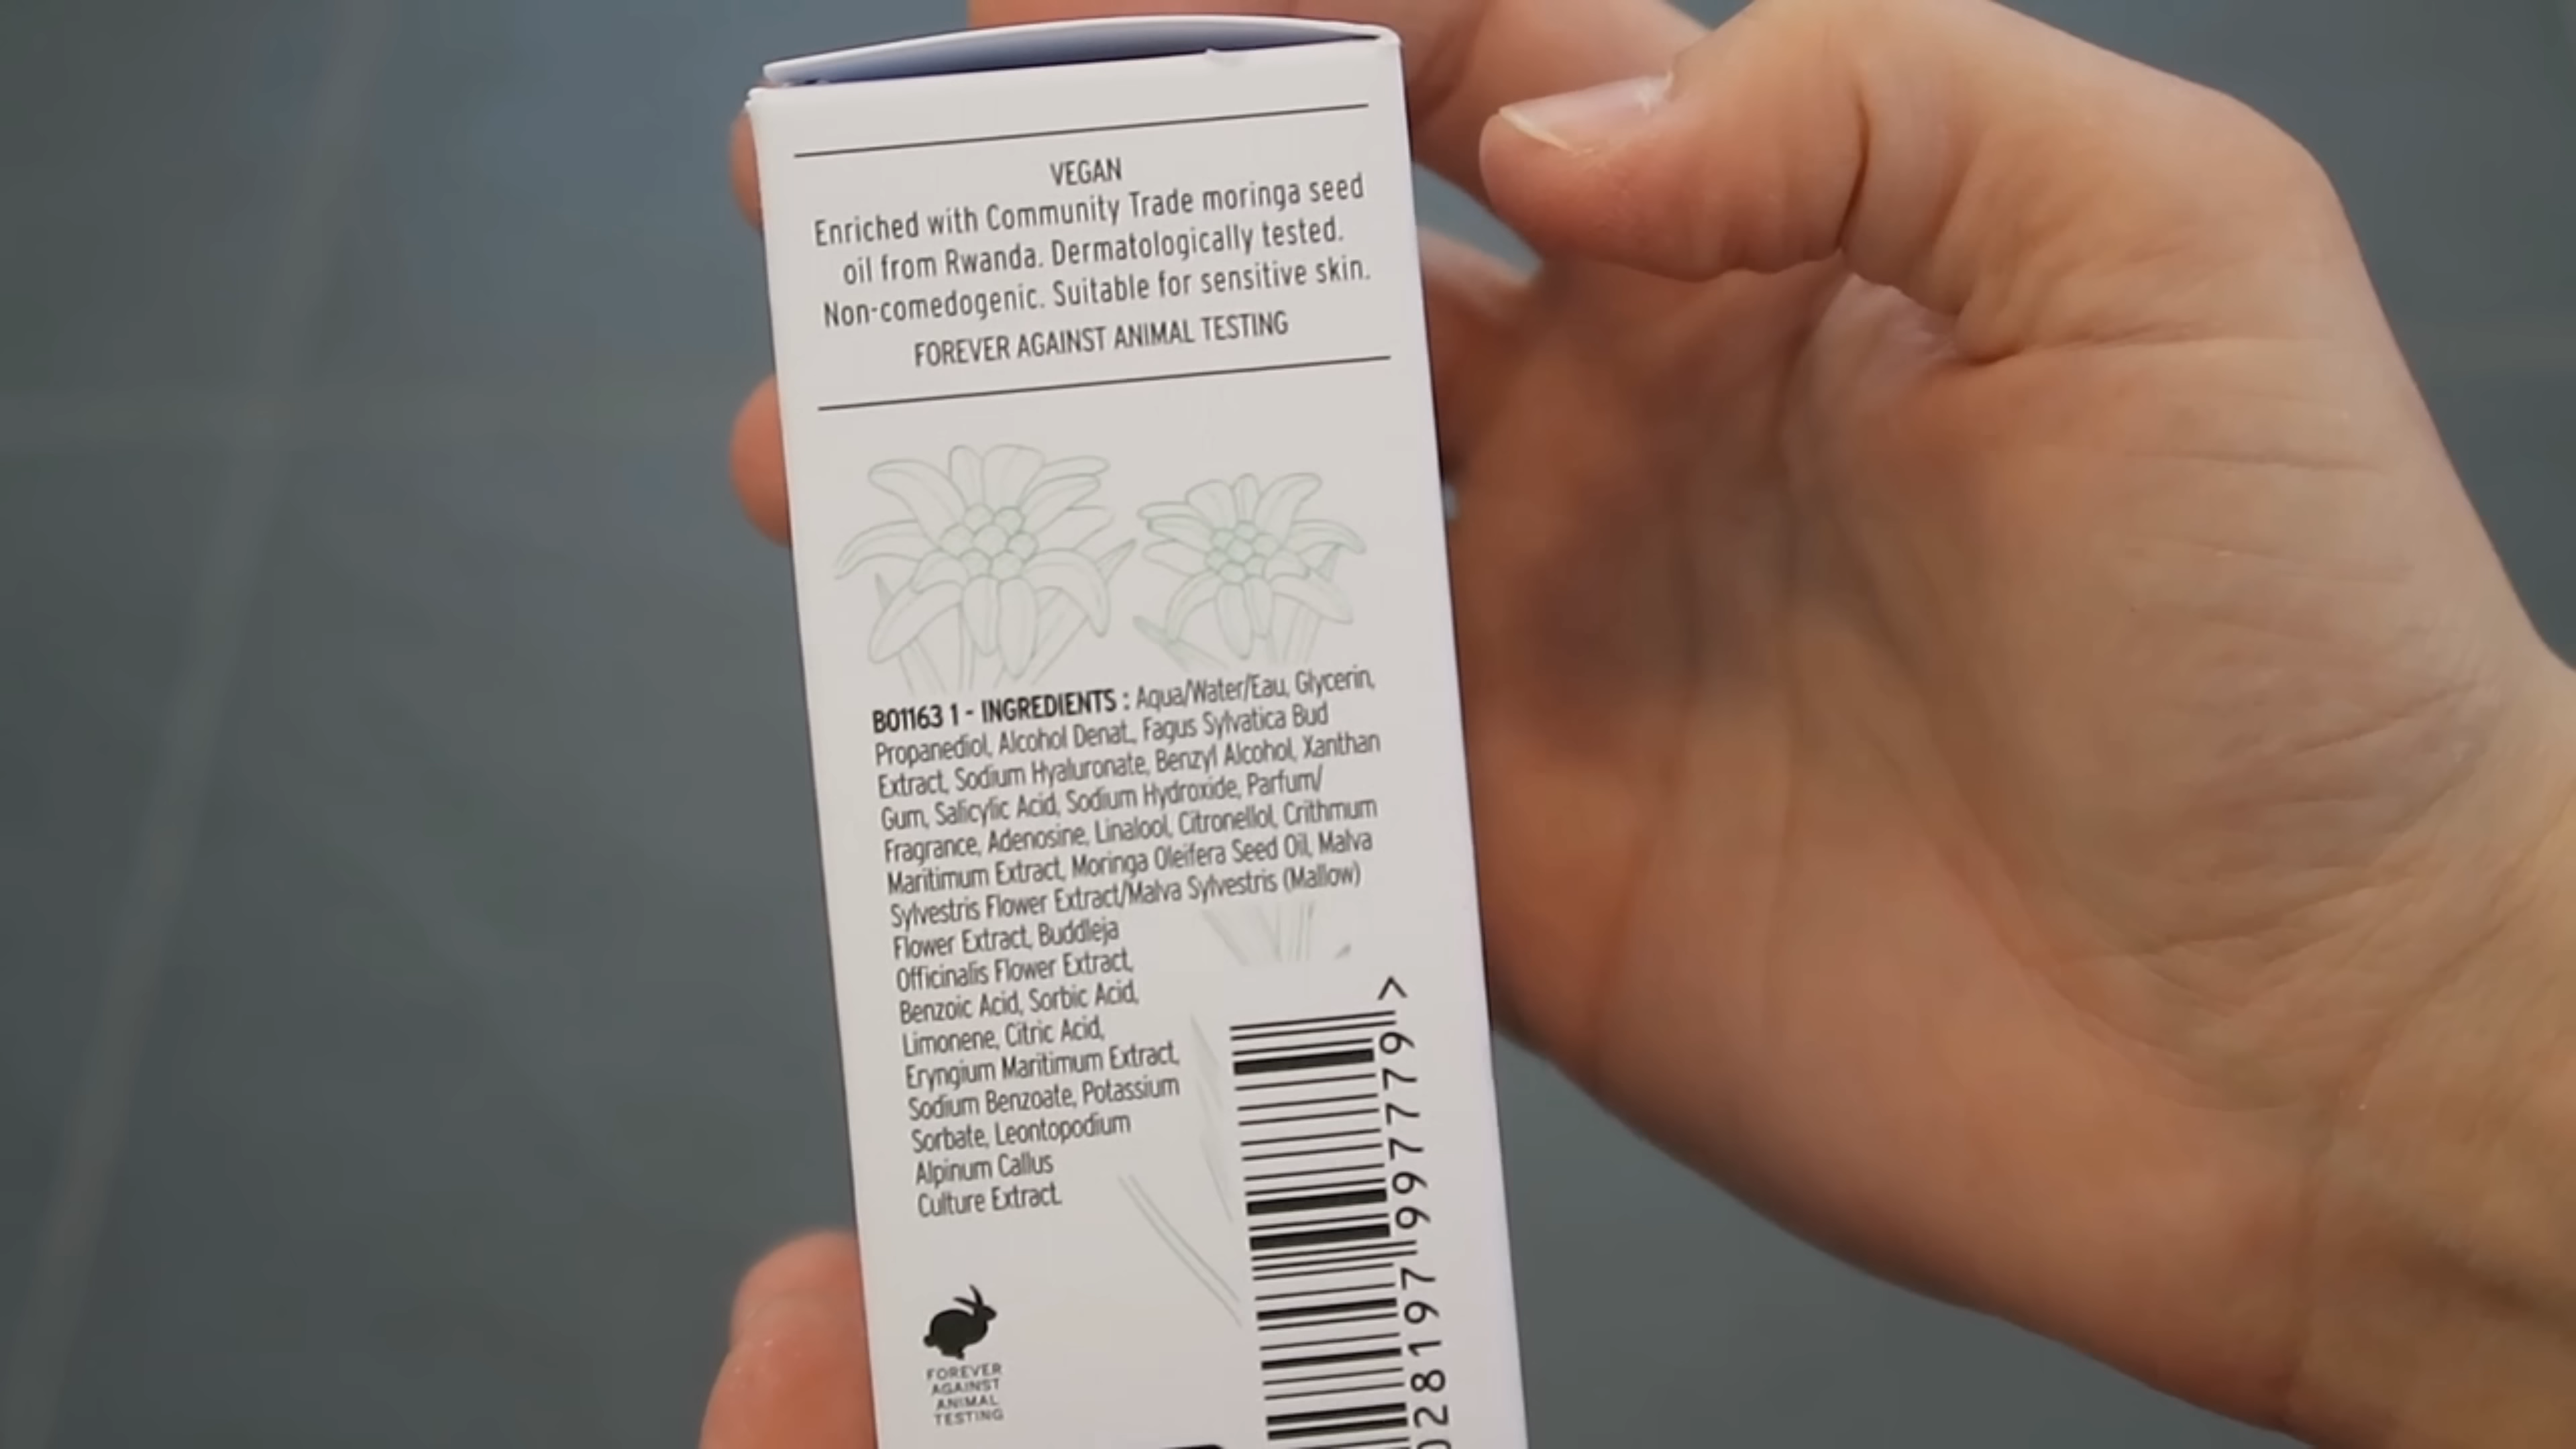 VEGAN
Enriched with Community Trade moringa seed
oil from Rwanda. Dermatologically tested.
Non-comedogenic. Suitable for sensitive skin.
FOREVER AGAINST ANIMAL TESTING
B01163 1 - INGREDIENTS : Aqua/Water/Eau, Glycerin,
Propanediol, Alcohol Denat., Fagus Sylvatica Bud
Extract, Sodium Hyaluronate, Benzyl Alcohol, Xanthan
Gum, Salicylic Acid, Sodium Hydroxide, Parfum/
Fragrance, Adenosine, Linalool, Citronellol, Crithmum
Maritimum Extract, Moringa Oleifera Seed Oil, Malva
Sylvestris Flower Extract/Malva Sylvestris (Mallow)
Flower Extract, Buddleja
Officinalis Flower Extract,
Benzoic Acid, Sorbic Acid,
Limonene, Citric Acid,
Eryngium Maritimum Extract,
Sodium Benzoate, Potassium
Sorbate, Leontopodium
Alpinum Callus
Culture Extract.
FOREVER
AGAINST
ANIMAL
TESTING